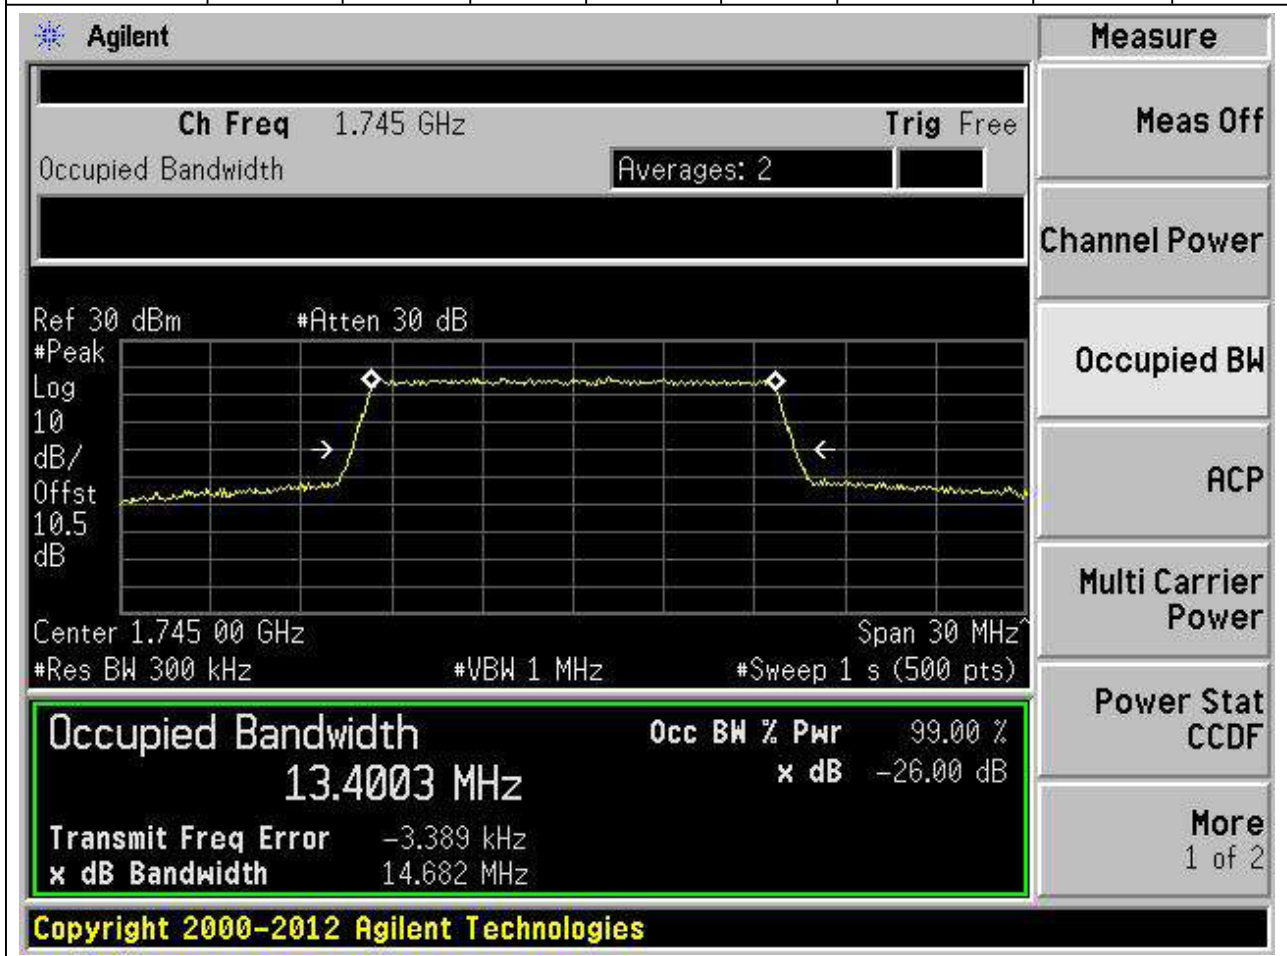 Agilent
Measure
Ch Freq 1.745 GHz Trig Free
Occupied Bandwidth Averages: 2
Meas Off
Channel Power
Occupied BW
ACP
Multi Carrier
Power
Power Stat
CCDF
More
1 of 2
Ref 30 dBm #Atten 30 dB
#Peak
Log
10
dB/
Offst
10.5
dB
Center 1.745 00 GHz Span 30 MHz^
#Res BW 300 kHz #VBW 1 MHz #Sweep 1 s (500 pts)
Occupied Bandwidth Occ BW % Pwr 99.00 %
13.4003 MHz x dB -26.00 dB
Transmit Freq Error -3.389 kHz
x dB Bandwidth 14.682 MHz
Copyright 2000-2012 Agilent Technologies